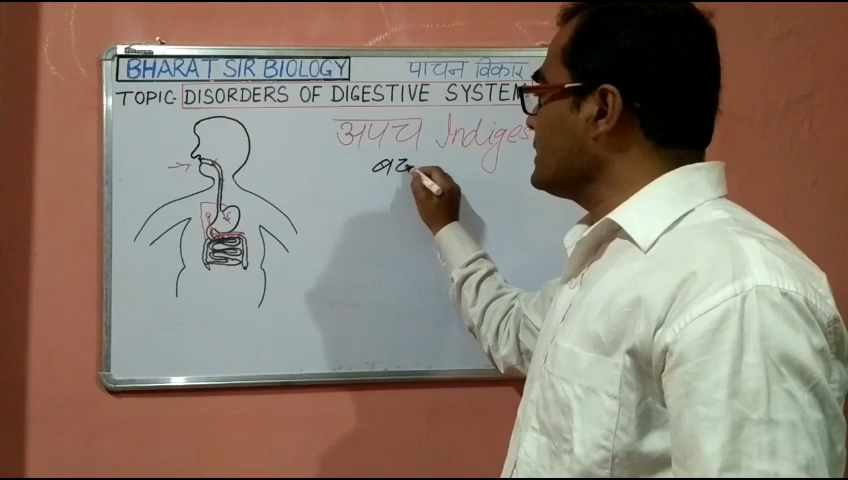 BHARAT SIR BIOLOGY पाचन विकार
TOPIC- DISORDERS OF DIGESTIVE SYSTEM
अपच Indiges